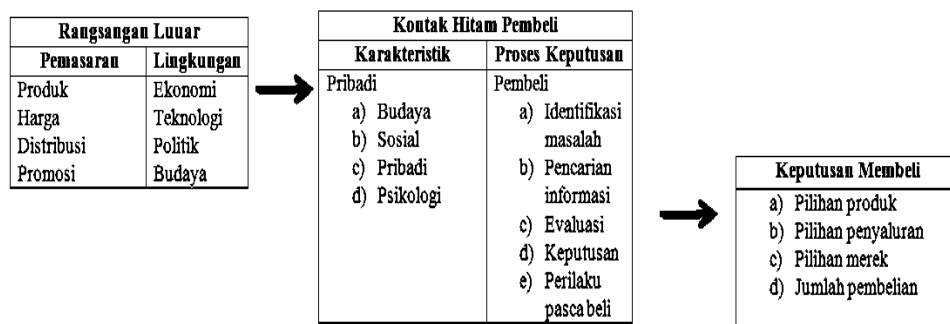 Rangsangan Luuar
Pemasaran Lingkungan
Produk Ekonomi
Harga Teknologi
Distribusi Politik
Promosi Budaya
Kontak Hitam Pembeli
Karakteristik Proses Keputusan
Pribadi
a) Budaya
b) Sosial
c) Pribadi
d) Psikologi
Pembeli
a) Identifikasi
masalah
b) Pencarian
informasi
c) Evaluasi
d) Keputusan
e) Perilaku
pasca beli
Keputusan Membeli
a) Pilihan produk
b) Pilihan penyaluran
c) Pilihan merek
d) Jumlah pembelian